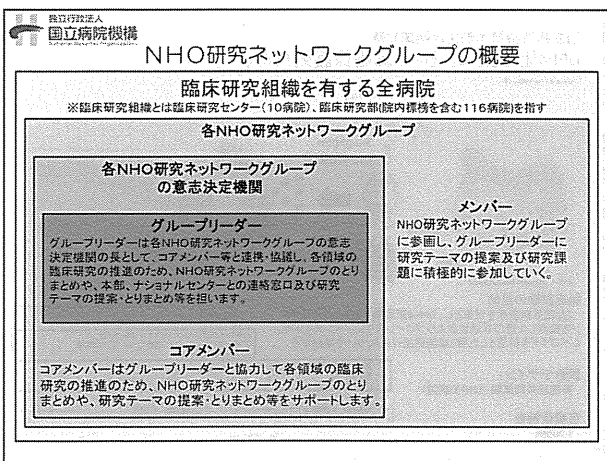 独立行政法人
国立病院機構
National Hospital Organization
NHO研究ネットワークグループの概要
臨床研究組織を有する全病院
※臨床研究組織とは臨床研究センター(10病院)、臨床研究部(院内標榜を含む116病院)を指す
各NHO研究ネットワークグループ
各NHO研究ネットワークグループ
の意志決定機関
グループリーダー
グループリーダーは各NHO研究ネットワークグループの意志
決定機関の長として、コアメンバー等と連携・協議し、各領域の
臨床研究の推進のため、NHO研究ネットワークグループのとり
まとめや、本部、ナショナルセンターとの連絡窓口及び研究
テーマの提案・とりまとめ等を担います。
コアメンバー
コアメンバーはグループリーダーと協力して各領域の臨床
研究の推進のため、NHO研究ネットワークグループのとり
まとめや、研究テーマの提案・とりまとめ等をサポートします。
メンバー
NHO研究ネットワークグループ
に参画し、グループリーダーに
研究テーマの提案及び研究課
題に積極的に参加していく。